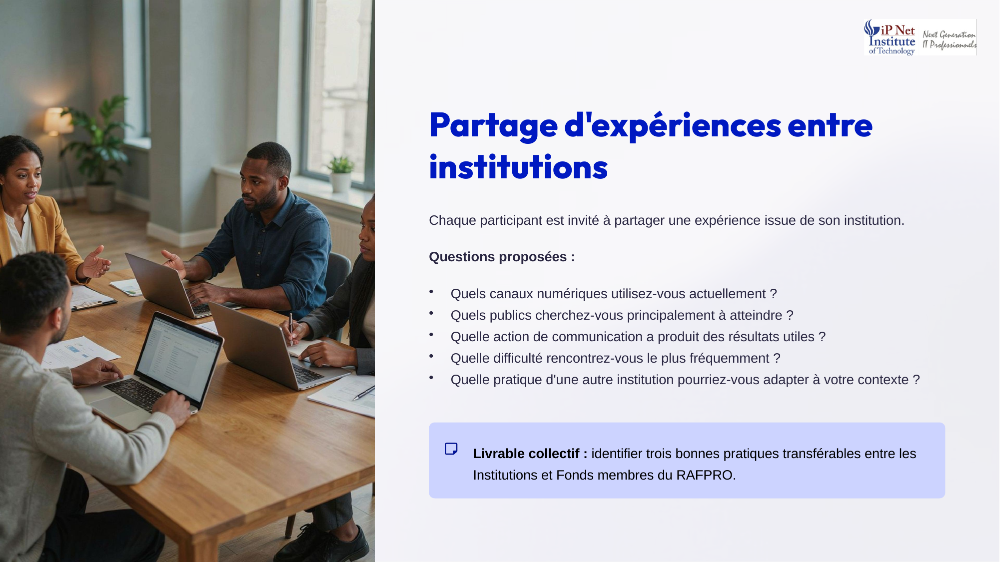 iP Net
Institute
of Technology
Next Generation
IT Professionnels
Partage d'expériences entre
institutions
Chaque participant est invité à partager une expérience issue de son institution.
Questions proposées :
• Quels canaux numériques utilisez-vous actuellement ?
• Quels publics cherchez-vous principalement à atteindre ?
• Quelle action de communication a produit des résultats utiles ?
• Quelle difficulté rencontrez-vous le plus fréquemment ?
• Quelle pratique d'une autre institution pourriez-vous adapter à votre contexte ?
Livrable collectif : identifier trois bonnes pratiques transférables entre les
Institutions et Fonds membres du RAFPRO.